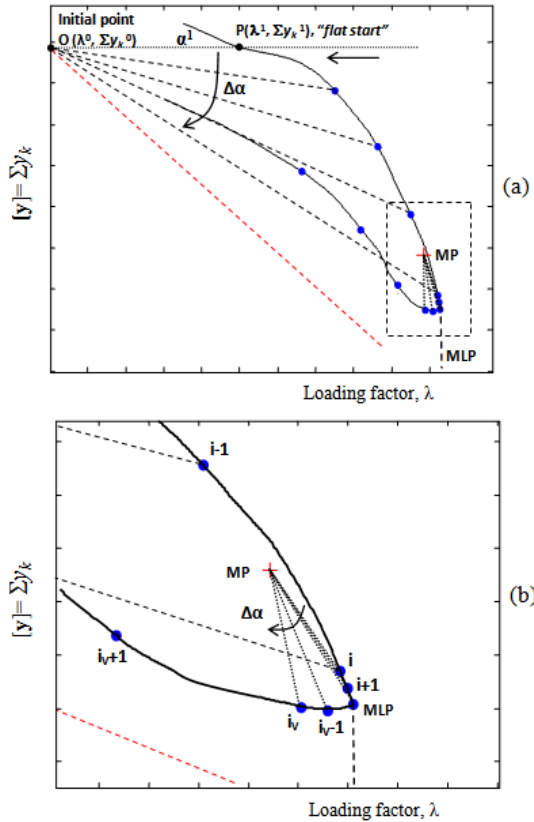 Initial point
O (λ⁰, Σyₖ⁰)
α¹
P(λ¹, Σyₖ¹), “flat start”
Δα
[y]= Σyₖ
(a)
MP
MLP
Loading factor, λ
i-1
MP
(b)
[y]= Σyₖ
Δα
i
iᵥ+1
i+1
MLP
iᵥ
iᵥ-1
Loading factor, λ